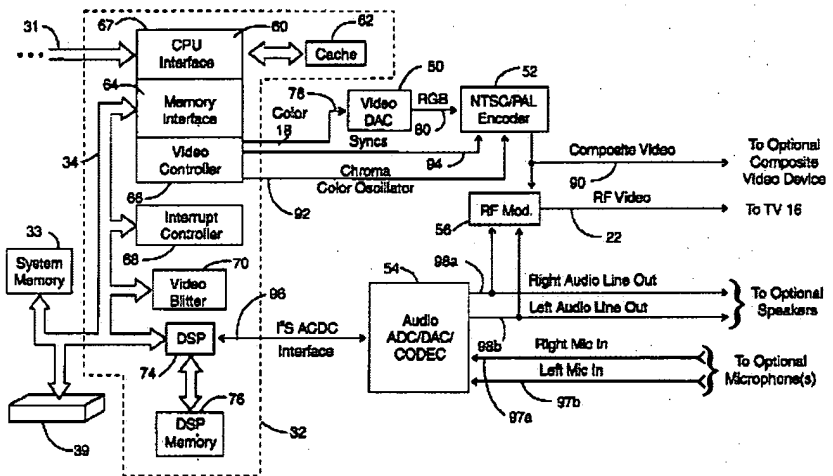 31
67
60
62
CPU
Interface
Cache
64
Memory
Interface
78
Color
18
Video
DAC
50
RGB
80
52
NTSC/PAL
Encoder
Syncs
94
34
Video
Controller
66
Chroma
Color Oscillator
92
Composite Video
90
To Optional
Composite
Video Device
RF Mod.
56
RF Video
22
To TV 16
33
System
Memory
Interrupt
Controller
68
70
Video
Blitter
96
54
98a
Right Audio Line Out
Left Audio Line Out
98b
To Optional
Speakers
DSP
74
I²S ACDC
Interface
Audio
ADC/DAC/
CODEC
Right Mic In
Left Mic In
97a
97b
To Optional
Microphone(s)
76
DSP
Memory
32
39